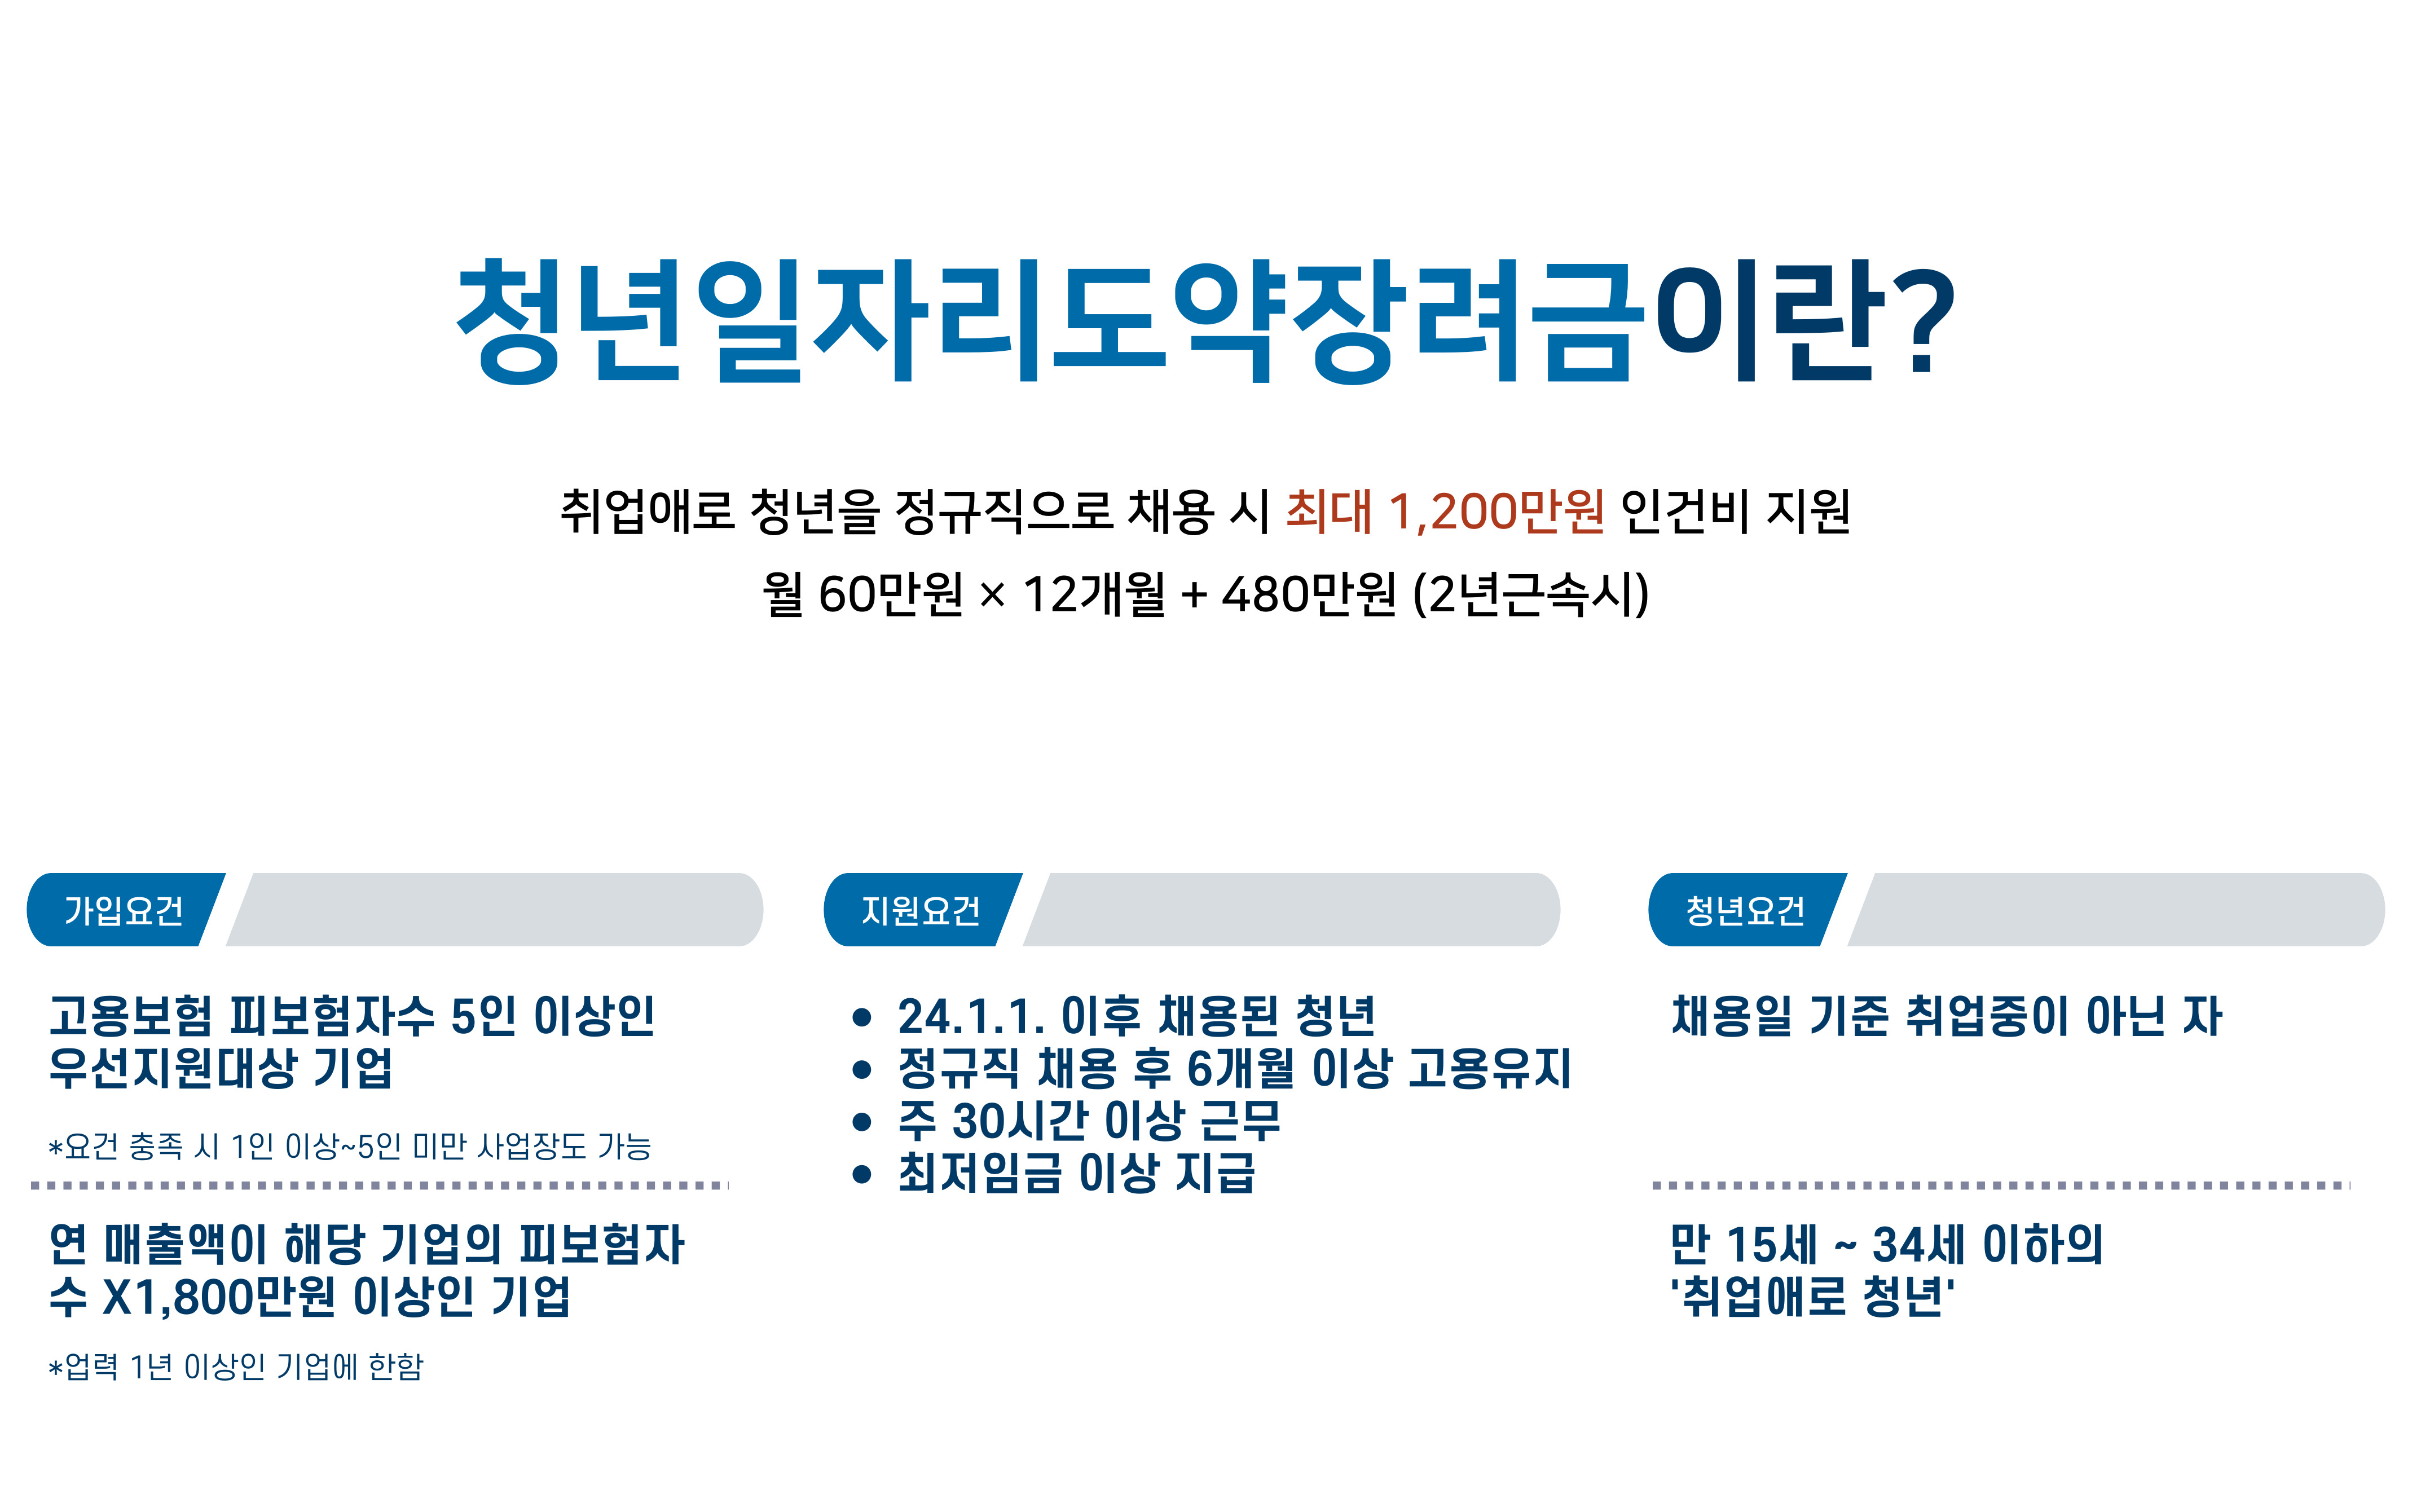 청년일자리도약장려금이란?
취업애로 청년을 정규직으로 채용 시 최대 1,200만원 인건비 지원
월 60만원 × 12개월 + 480만원 (2년근속시)
가입요건
고용보험 피보험자수 5인 이상인
우선지원대상 기업
*요건 충족 시 1인 이상~5인 미만 사업장도 가능
연 매출액이 해당 기업의 피보험자
수 X1,800만원 이상인 기업
*업력 1년 이상인 기업에 한함
지원요건
• 24.1.1. 이후 채용된 청년
• 정규직 채용 후 6개월 이상 고용유지
• 주 30시간 이상 근무
• 최저임금 이상 지급
청년요건
채용일 기준 취업중이 아닌 자
만 15세 ~ 34세 이하의
'취업애로 청년'